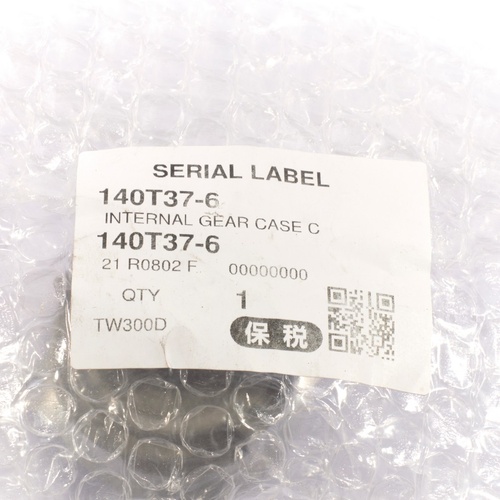 SERIAL LABEL
140T37-6
INTERNAL GEAR CASE C
140T37-6
21 R0802 F 00000000
QTY 1
TW300D 保税